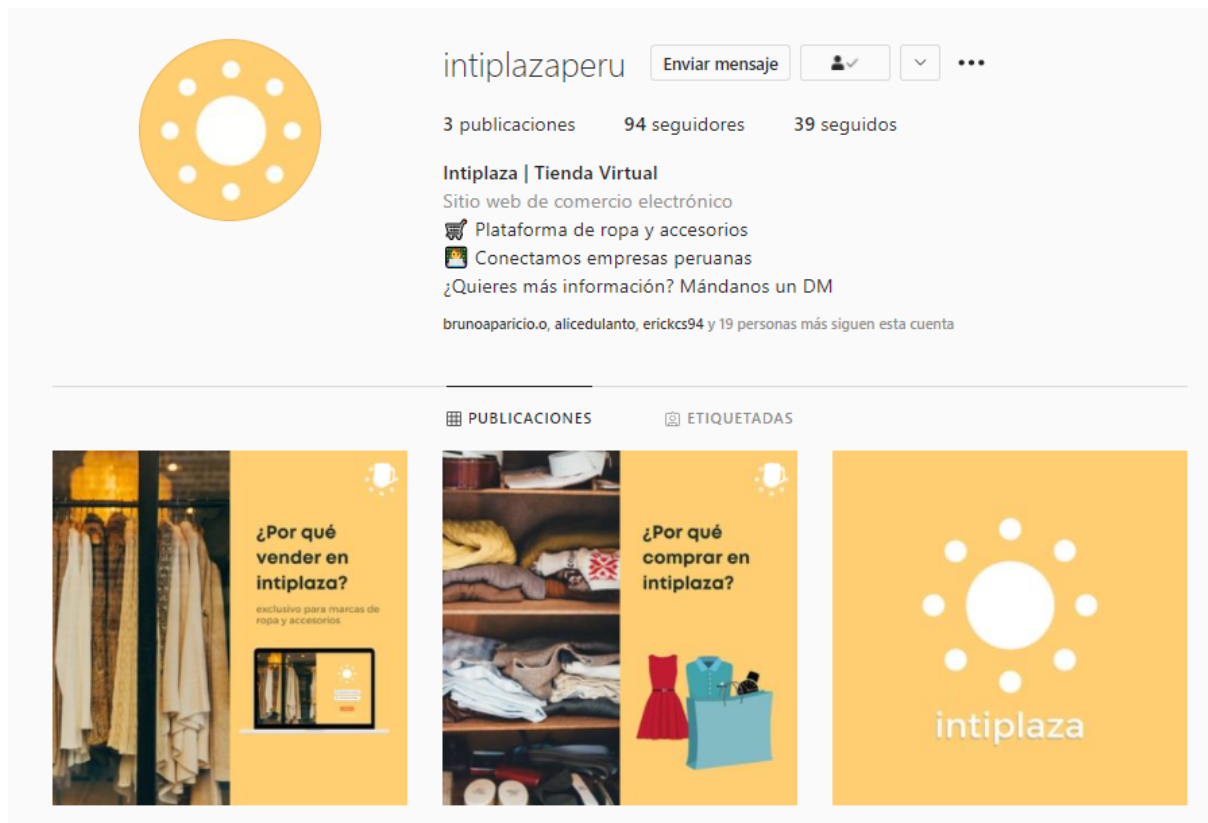 intiplazaperu Enviar mensaje
3 publicaciones 94 seguidores 39 seguidos
Intiplaza | Tienda Virtual
Sitio web de comercio electrónico
Plataforma de ropa y accesorios
Conectamos empresas peruanas
¿Quieres más información? Mándanos un DM
brunoaparicio.o, alicedulanto, erickcs94 y 19 personas más siguen esta cuenta
PUBLICACIONES ETIQUETADAS
¿Por qué
vender en
intiplaza?
exclusivo para marcas de
ropa y accesorios
¿Por qué
comprar en
intiplaza?
intiplaza